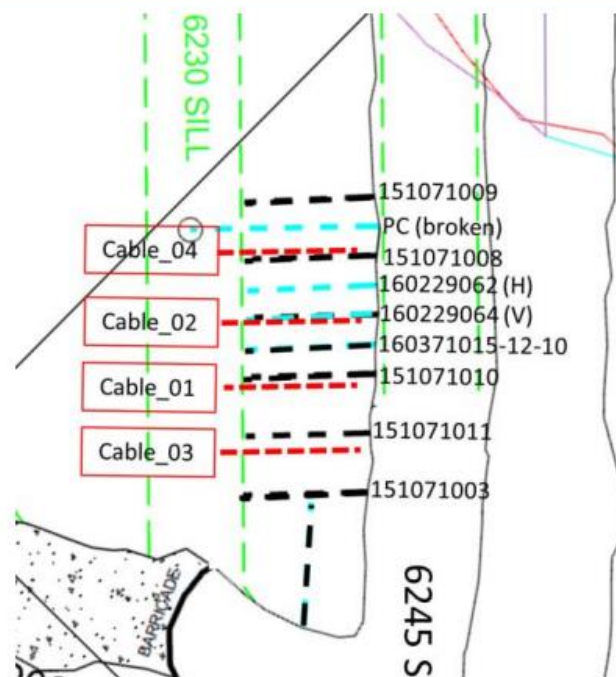 6230 SILL
151071009
PC (broken)
Cable_04
151071008
160229062 (H)
Cable_02
160229064 (V)
160371015-12-10
Cable_01
151071010
151071011
Cable_03
151071003
BARRICADE
6245 S